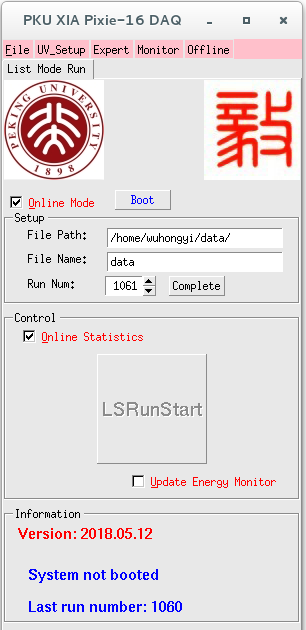 PKU XIA Pixie-16 DAQ
File UV_Setup Expert Monitor Offline
List Mode Run
PEKING UNIVERSITY
1898
毅
Online Mode Boot
Setup
File Path: /home/wuhongyi/data/
File Name: data
Run Num: 1061 Complete
Control
Online Statistics
LSRunStart
Update Energy Monitor
Information
Version: 2018.05.12
System not booted
Last run number: 1060